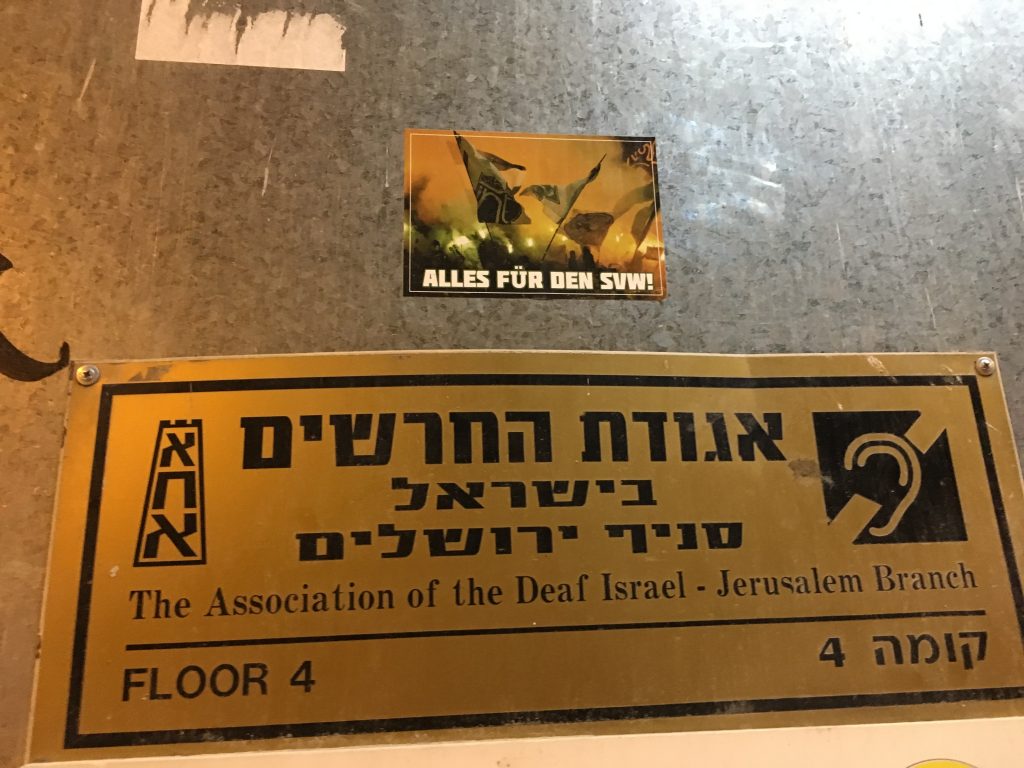 ALLES FÜR DEN SVW!
אגודת החרשים
אחא
בישראל
סניף ירושלים
The Association of the Deaf Israel - Jerusalem Branch
FLOOR 4
קומה 4